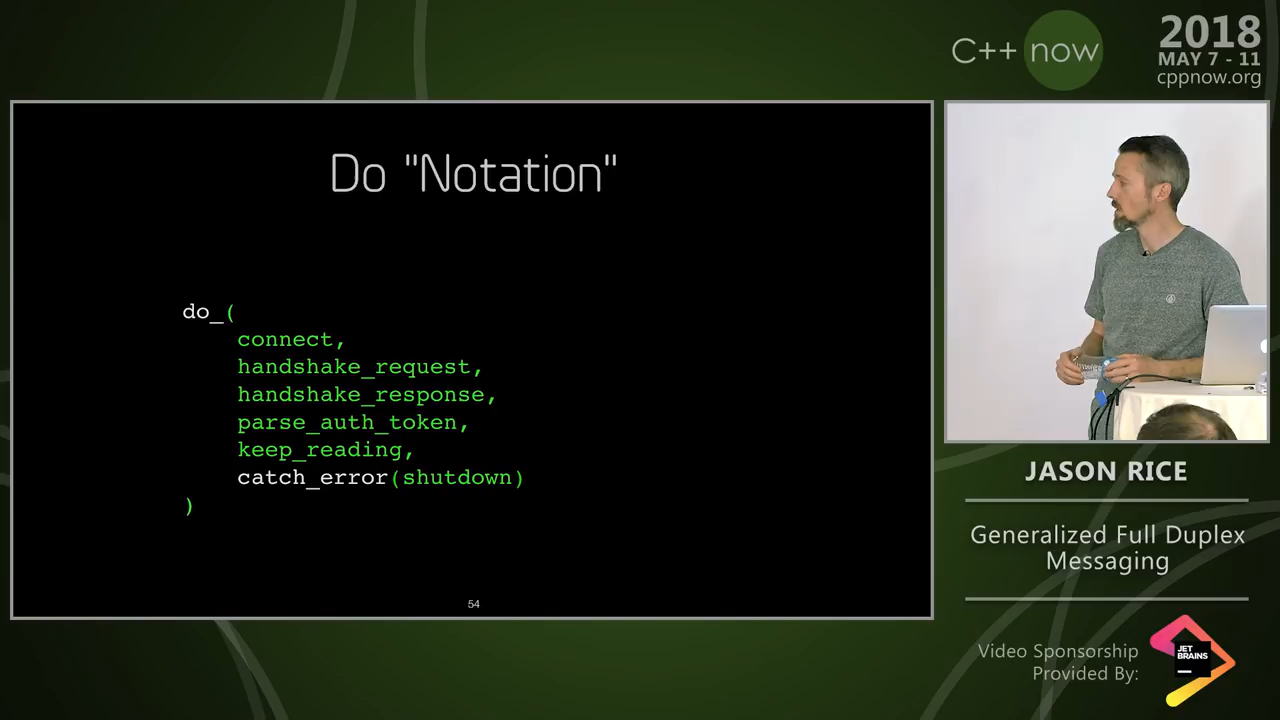 C++ now
2018
MAY 7 - 11
cppnow.org
Do "Notation"
do_(
connect,
handshake_request,
handshake_response,
parse_auth_token,
keep_reading,
catch_error(shutdown)
)
54
JASON RICE
Generalized Full Duplex
Messaging
Video Sponsorship
Provided By:
JET
BRAINS